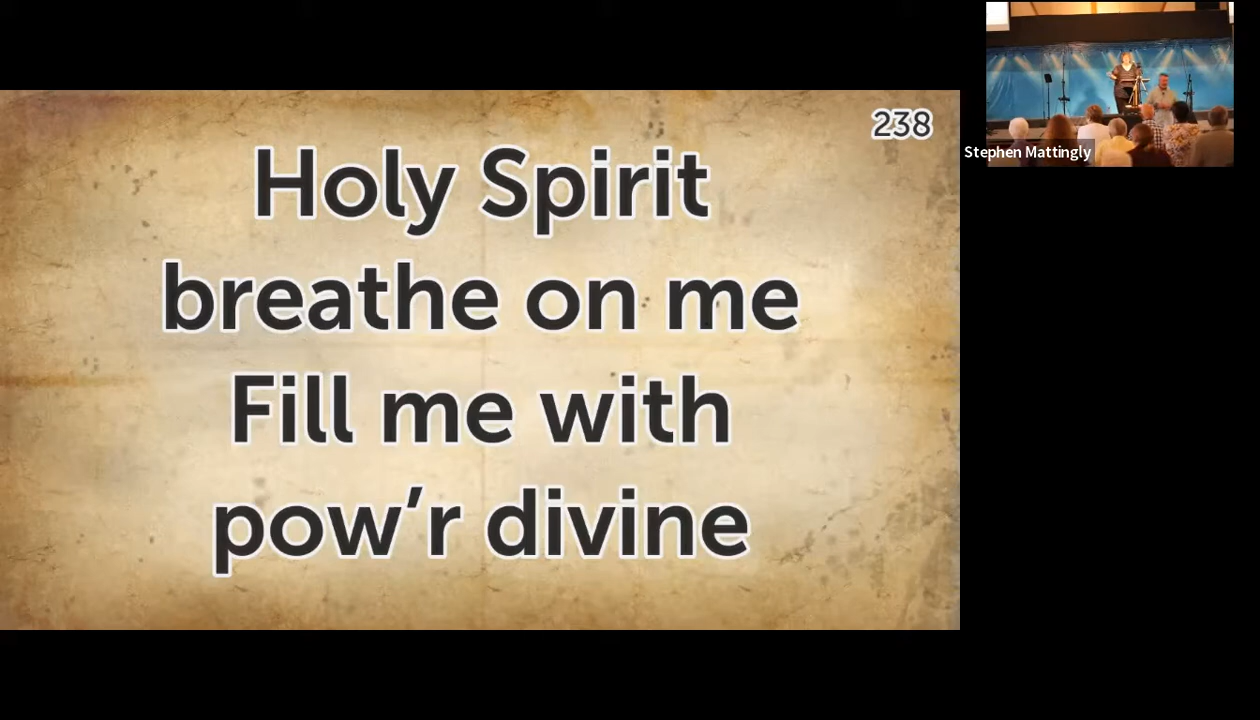 238
Holy Spirit
breathe on me
Fill me with
pow’r divine
Stephen Mattingly